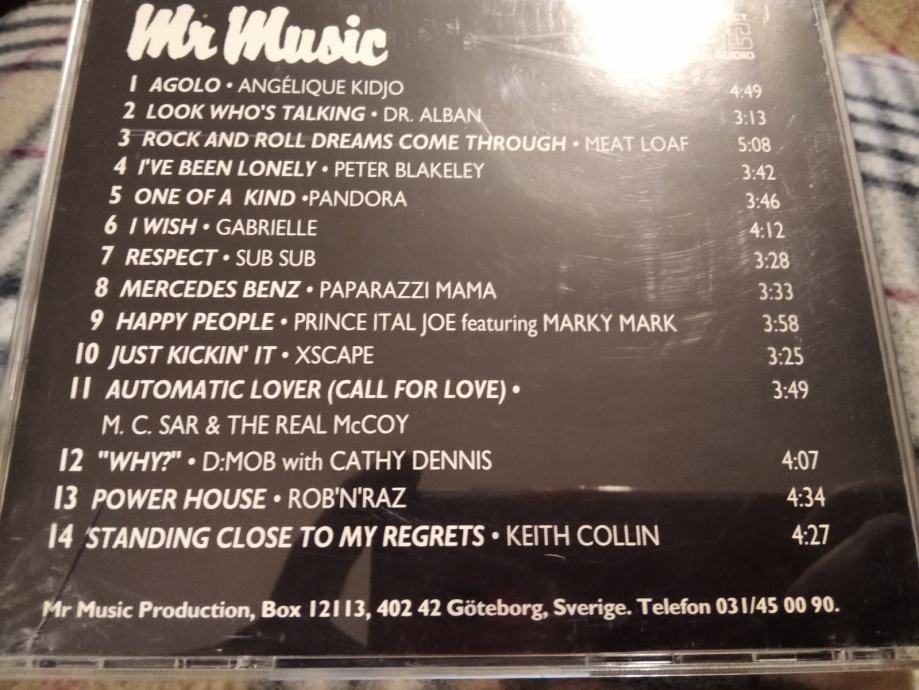 Mr Music
1 AGOLO • ANGÉLIQUE KIDJO 4:49
2 LOOK WHO'S TALKING • DR. ALBAN 3:13
3 ROCK AND ROLL DREAMS COME THROUGH • MEAT LOAF 5:08
4 I'VE BEEN LONELY • PETER BLAKELEY 3:42
5 ONE OF A KIND •PANDORA 3:46
6 I WISH • GABRIELLE 4:12
7 RESPECT • SUB SUB 3:28
8 MERCEDES BENZ • PAPARAZZI MAMA 3:33
9 HAPPY PEOPLE • PRINCE ITAL JOE featuring MARKY MARK 3:58
10 JUST KICKIN' IT • XSCAPE 3:25
11 AUTOMATIC LOVER (CALL FOR LOVE) • 3:49
M. C. SAR & THE REAL McCOY
12 "WHY?" • D:MOB with CATHY DENNIS 4:07
13 POWER HOUSE • ROB'N'RAZ 4:34
14 STANDING CLOSE TO MY REGRETS • KEITH COLLIN 4:27
Mr Music Production, Box 12113, 402 42 Göteborg, Sverige. Telefon 031/45 00 90.